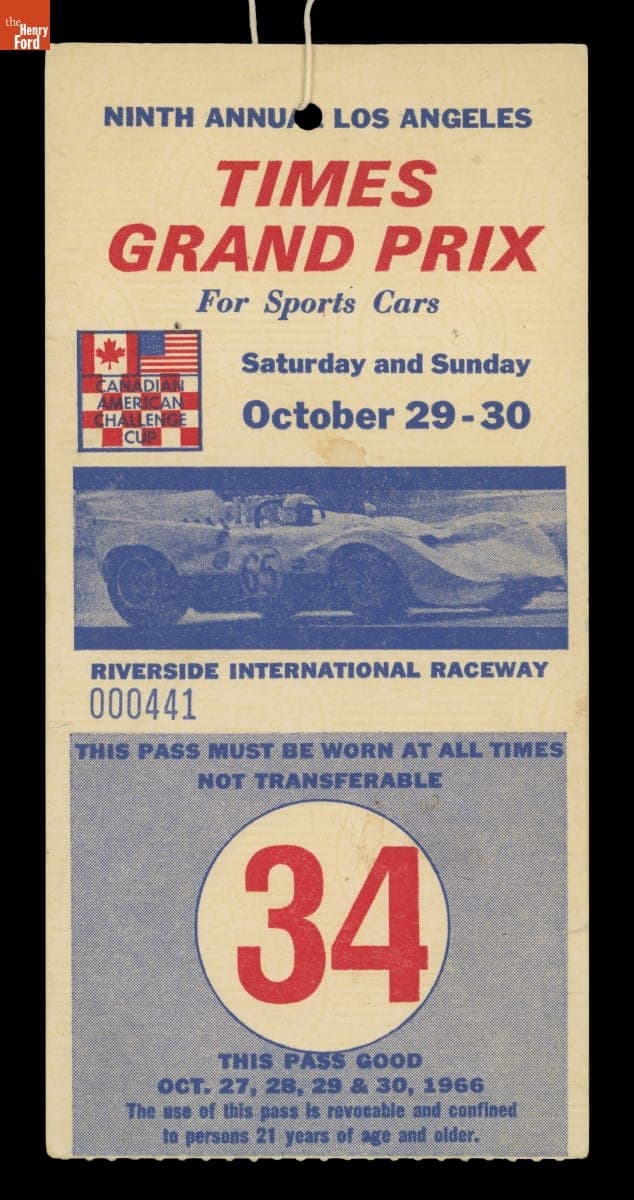 the
Henry
Ford
NINTH ANNUAL LOS ANGELES
TIMES
GRAND PRIX
For Sports Cars
CANADIAN
AMERICAN
CHALLENGE
CUP
Saturday and Sunday
October 29 - 30
65
RIVERSIDE INTERNATIONAL RACEWAY
000441
THIS PASS MUST BE WORN AT ALL TIMES
NOT TRANSFERABLE
34
THIS PASS GOOD
OCT. 27, 28, 29 & 30, 1966
The use of this pass is revocable and confined
to persons 21 years of age and older.